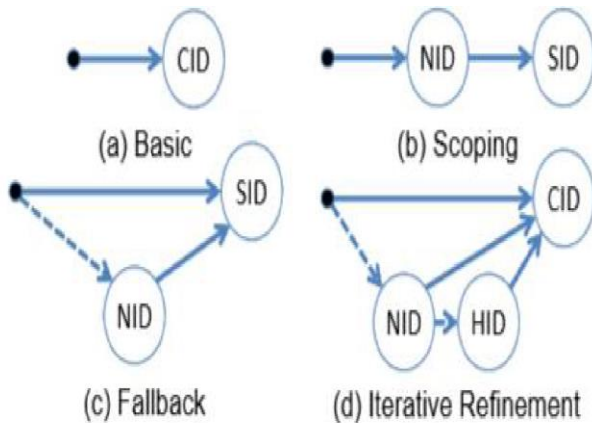 CID
NID SID
(a) Basic
(b) Scoping
SID
NID
(c) Fallback
CID
NID HID
(d) Iterative Refinement